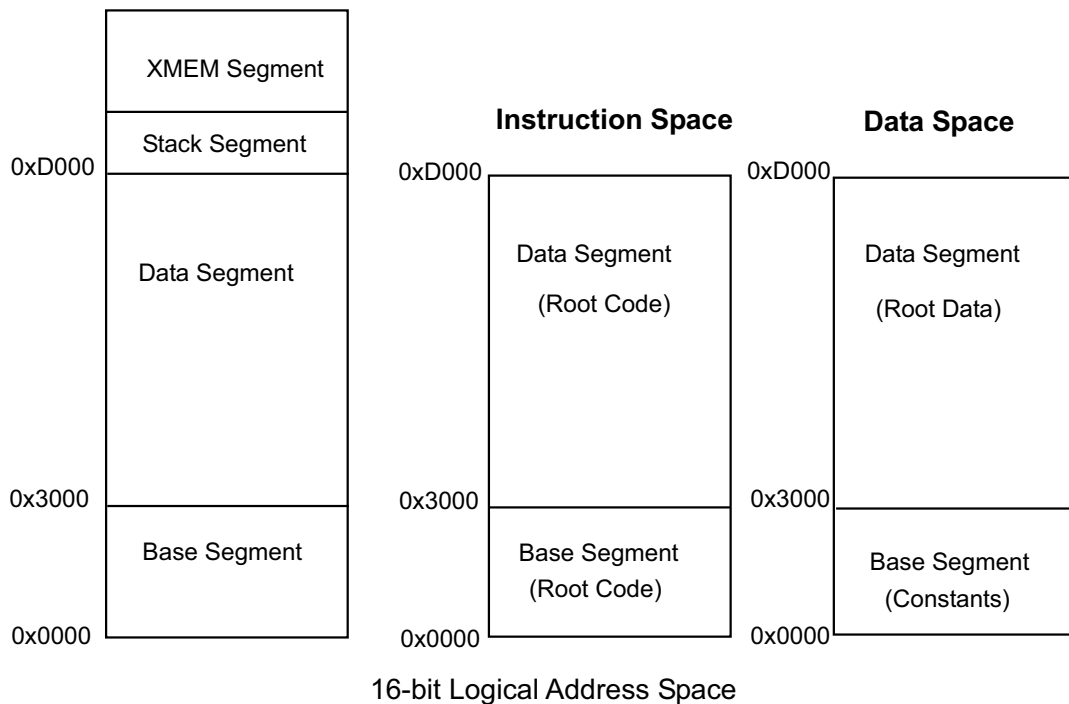 XMEM Segment
Stack Segment
0xD000
Data Segment
0x3000
Base Segment
0x0000
Instruction Space
0xD000
Data Segment
(Root Code)
0x3000
Base Segment
(Root Code)
0x0000
Data Space
0xD000
Data Segment
(Root Data)
0x3000
Base Segment
(Constants)
0x0000
16-bit Logical Address Space